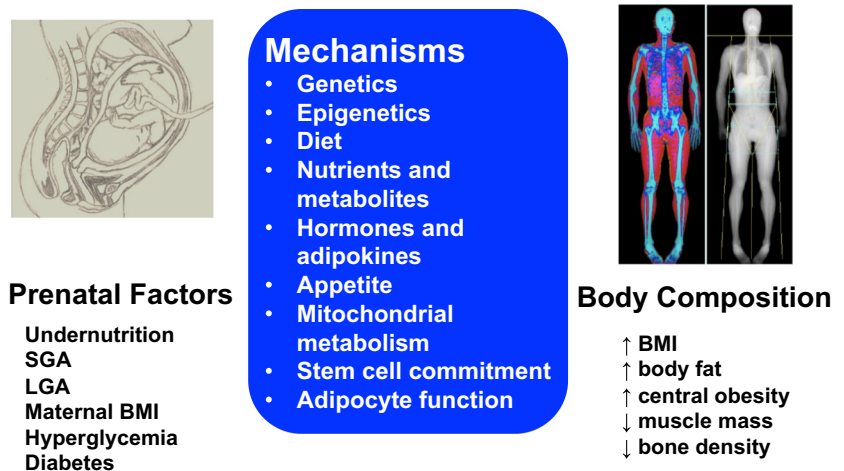 Mechanisms
• Genetics
• Epigenetics
• Diet
• Nutrients and
metabolites
• Hormones and
adipokines
• Appetite
• Mitochondrial
metabolism
• Stem cell commitment
• Adipocyte function
Prenatal Factors
Undernutrition
SGA
LGA
Maternal BMI
Hyperglycemia
Diabetes
Body Composition
↑ BMI
↑ body fat
↑ central obesity
↓ muscle mass
↓ bone density